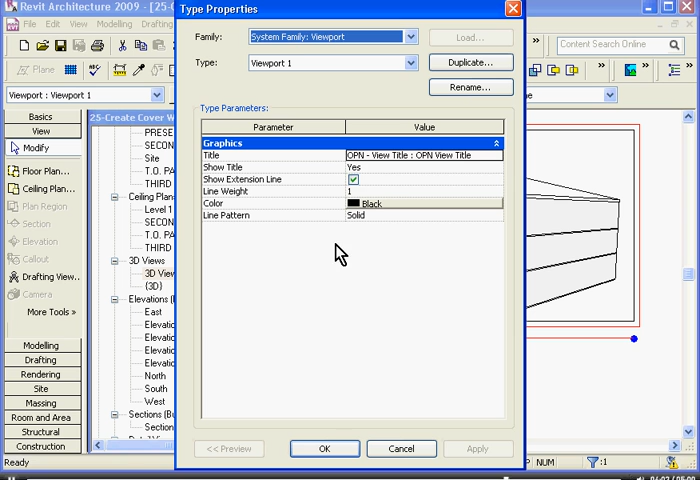 Revit Architecture 2009 - [25-C
Type Properties
File Edit View Modelling Drafting
Family: System Family: Viewport Load...
Type: Viewport 1 Duplicate...
Rename...
Content Search Online
Plane
Viewport : Viewport 1
Type Parameters:
Parameter Value
Graphics
Title OPN - View Title : OPN View Title
Show Title Yes
Show Extension Line
Line Weight 1
Color Black
Line Pattern Solid
Basics
View
Modify
Floor Plan...
Ceiling Plan...
Plan Region
Section
Elevation
Callout
Drafting View...
Camera
More Tools »
Modelling
Drafting
Rendering
Site
Massing
Room and Area
Structural
Construction
25-Create Cover W
PRESE
SECON
Site
T.O. PA
THIRD
Ceiling Plans
Level 1
SECON
T.O. PA
THIRD
3D Views
3D View
{3D}
Elevations (
East
Elevatio
Elevatio
Elevatio
Elevatio
North
South
West
Sections (Bu
Section
<< Preview OK Cancel Apply
Ready
NUM
:1